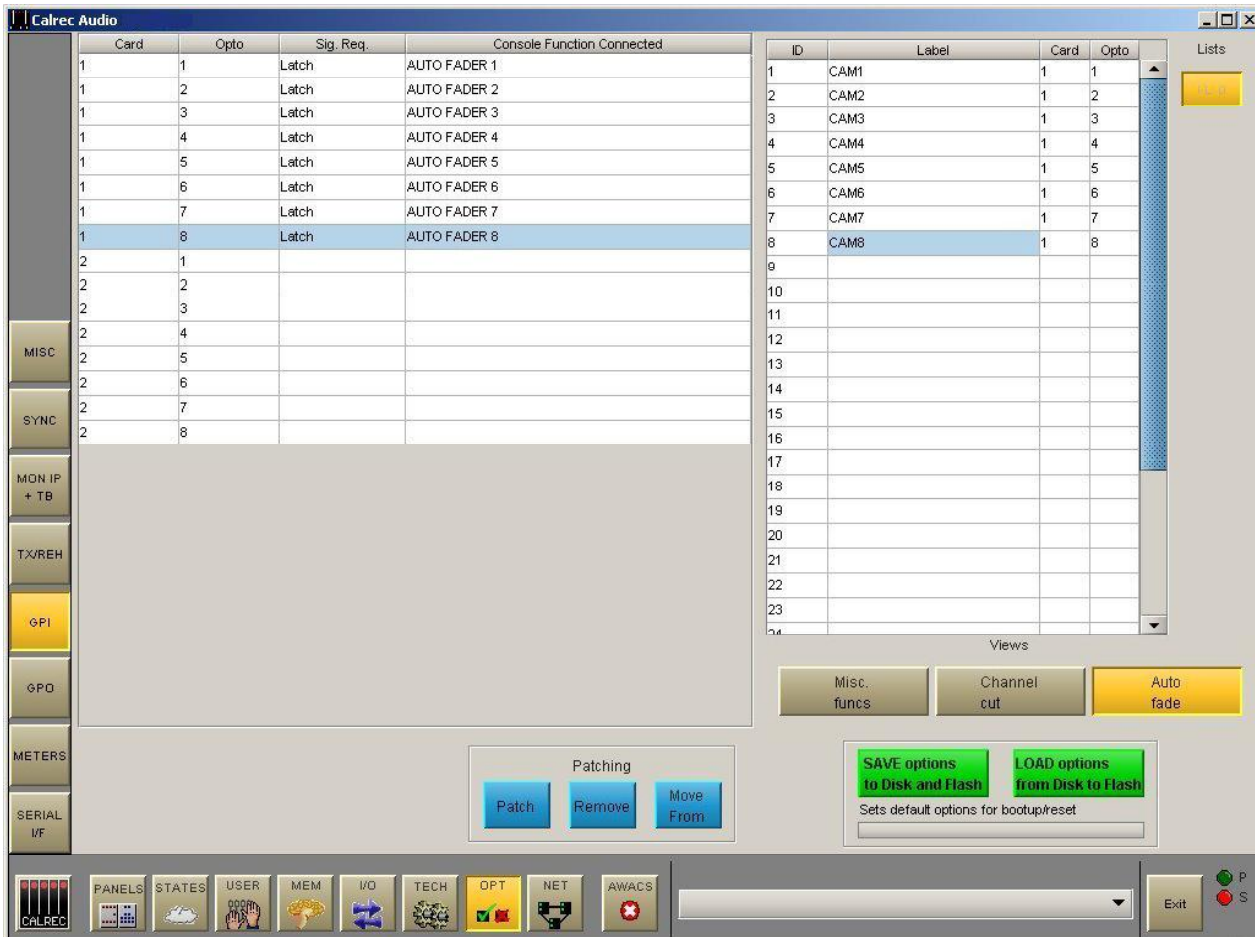 Calrec Audio
Card Opto Sig. Req. Console Function Connected
1 1 Latch AUTO FADER 1
1 2 Latch AUTO FADER 2
1 3 Latch AUTO FADER 3
1 4 Latch AUTO FADER 4
1 5 Latch AUTO FADER 5
1 6 Latch AUTO FADER 6
1 7 Latch AUTO FADER 7
1 8 Latch AUTO FADER 8
2 1
2 2
2 3
2 4
2 5
2 6
2 7
2 8
ID Label Card Opto
1 CAM1 1 1
2 CAM2 1 2
3 CAM3 1 3
4 CAM4 1 4
5 CAM5 1 5
6 CAM6 1 6
7 CAM7 1 7
8 CAM8 1 8
9
10
11
12
13
14
15
16
17
18
19
20
21
22
23
24
Lists
MISC
SYNC
MON IP
+ TB
TX/REH
GPI
GPO
METERS
SERIAL
I/F
Views
Misc.
funcs
Channel
cut
Auto
fade
Patching
Patch
Remove
Move
From
SAVE options
to Disk and Flash
LOAD options
from Disk to Flash
Sets default options for bootup/reset
CALREC
PANELS
STATES
USER
MEM
I/O
TECH
OPT
NET
AWACS
Exit
P
S